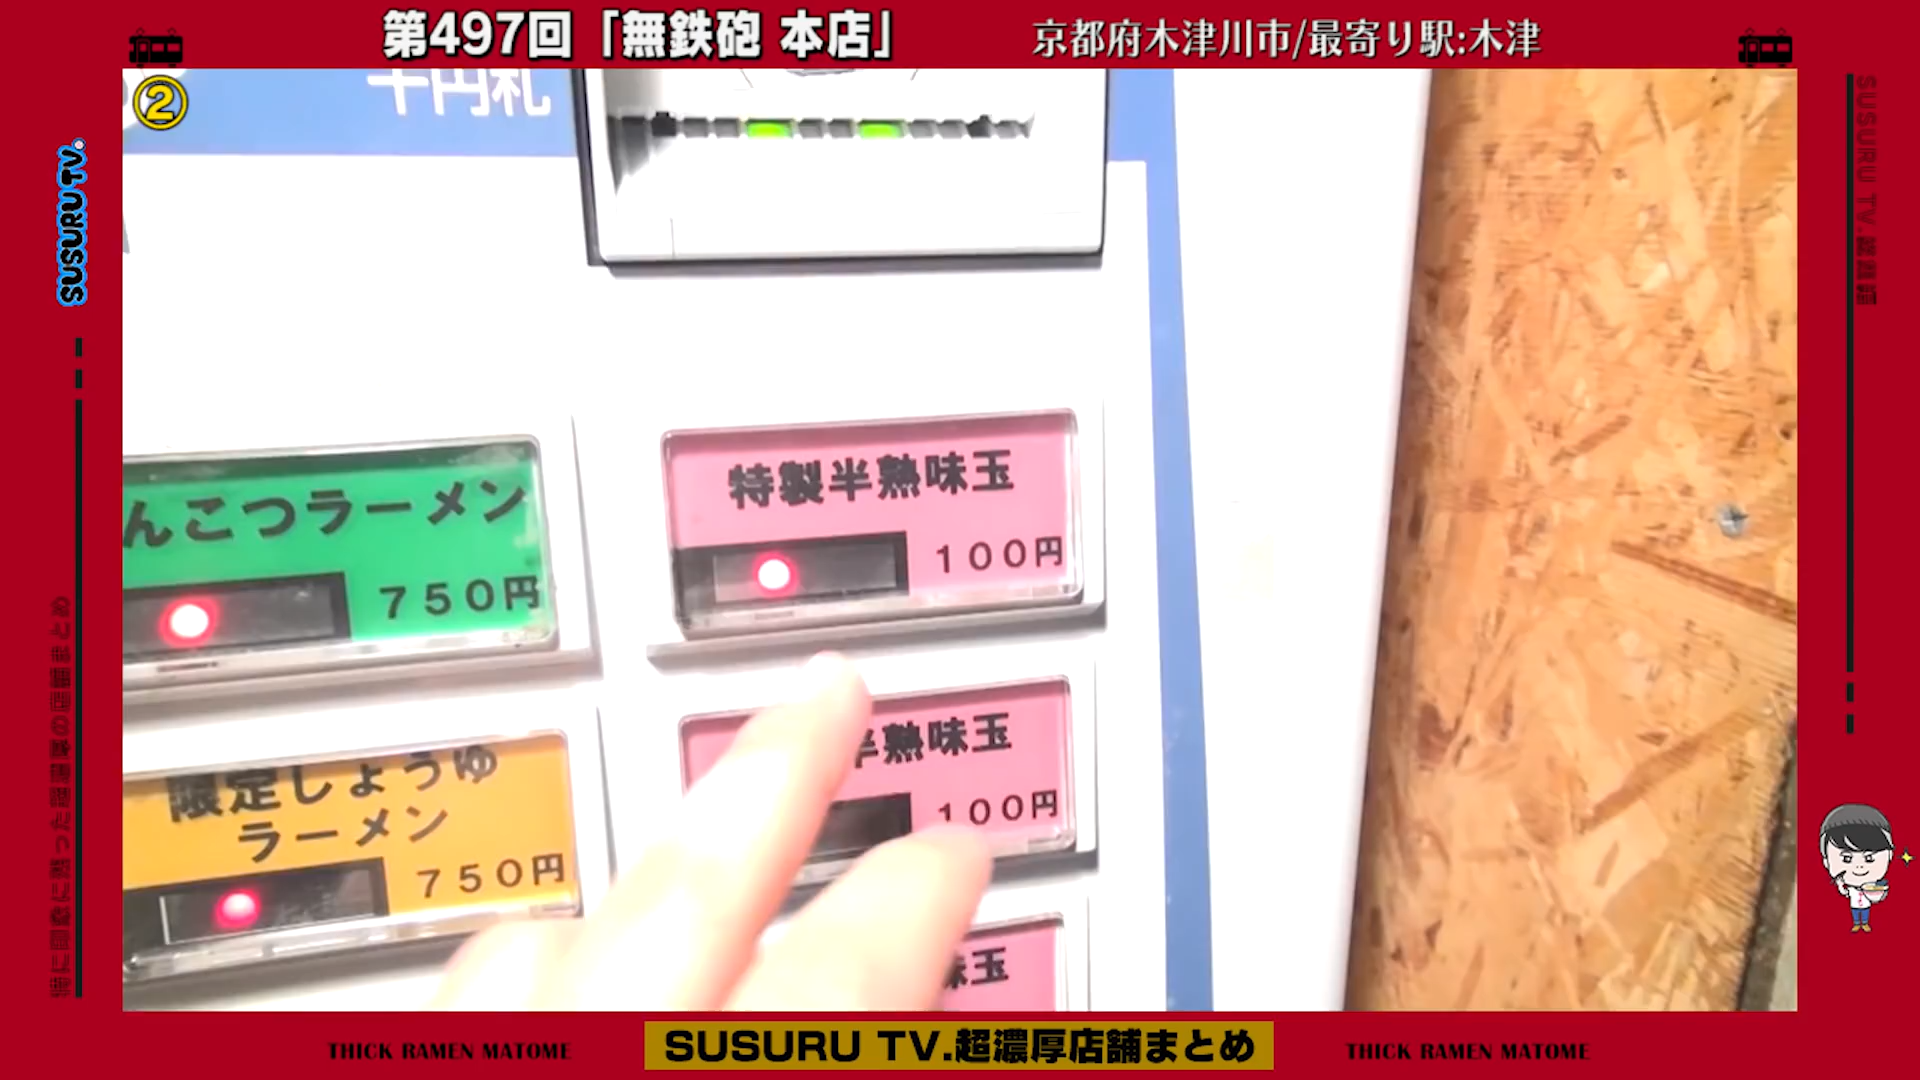 第497回「無鉄砲 本店」
京都府木津川市/最寄り駅:木津
②
千円札
SUSURU TV.
んこつラーメン
750円
特製半熟味玉
100円
半熟味玉
100円
限定しょうゆ
ラーメン
750円
味玉
THICK RAMEN MATOME
SUSURU TV.超濃厚店舗まとめ
THICK RAMEN MATOME